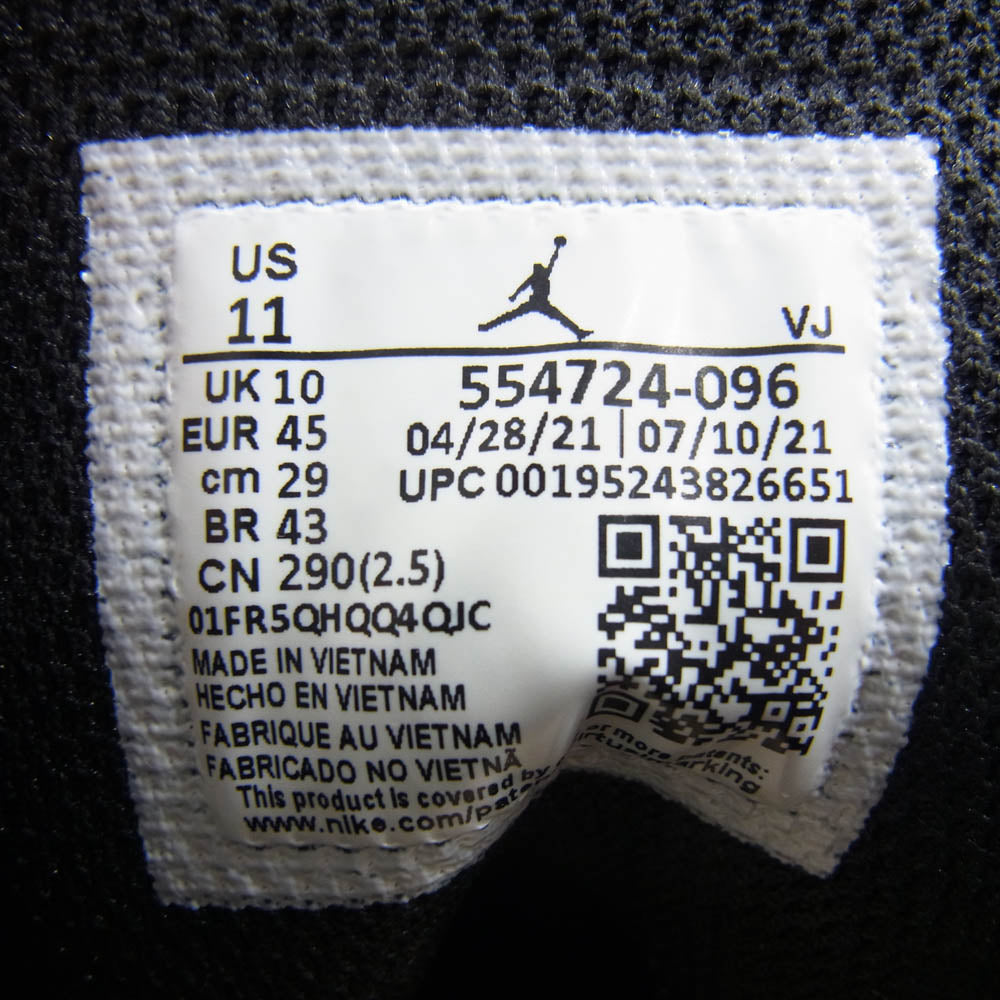 US
11
VJ
UK 10
EUR 45
cm 29
BR 43
CN 290(2.5)
554724-096
04/28/21 | 07/10/21
UPC 00195243826651
01FR5QHQQ4QJC
MADE IN VIETNAM
HECHO EN VIETNAM
FABRIQUE AU VIETNAM
FABRICADO NO VIETNÃ
This product is covered by
www.nike.com/
more